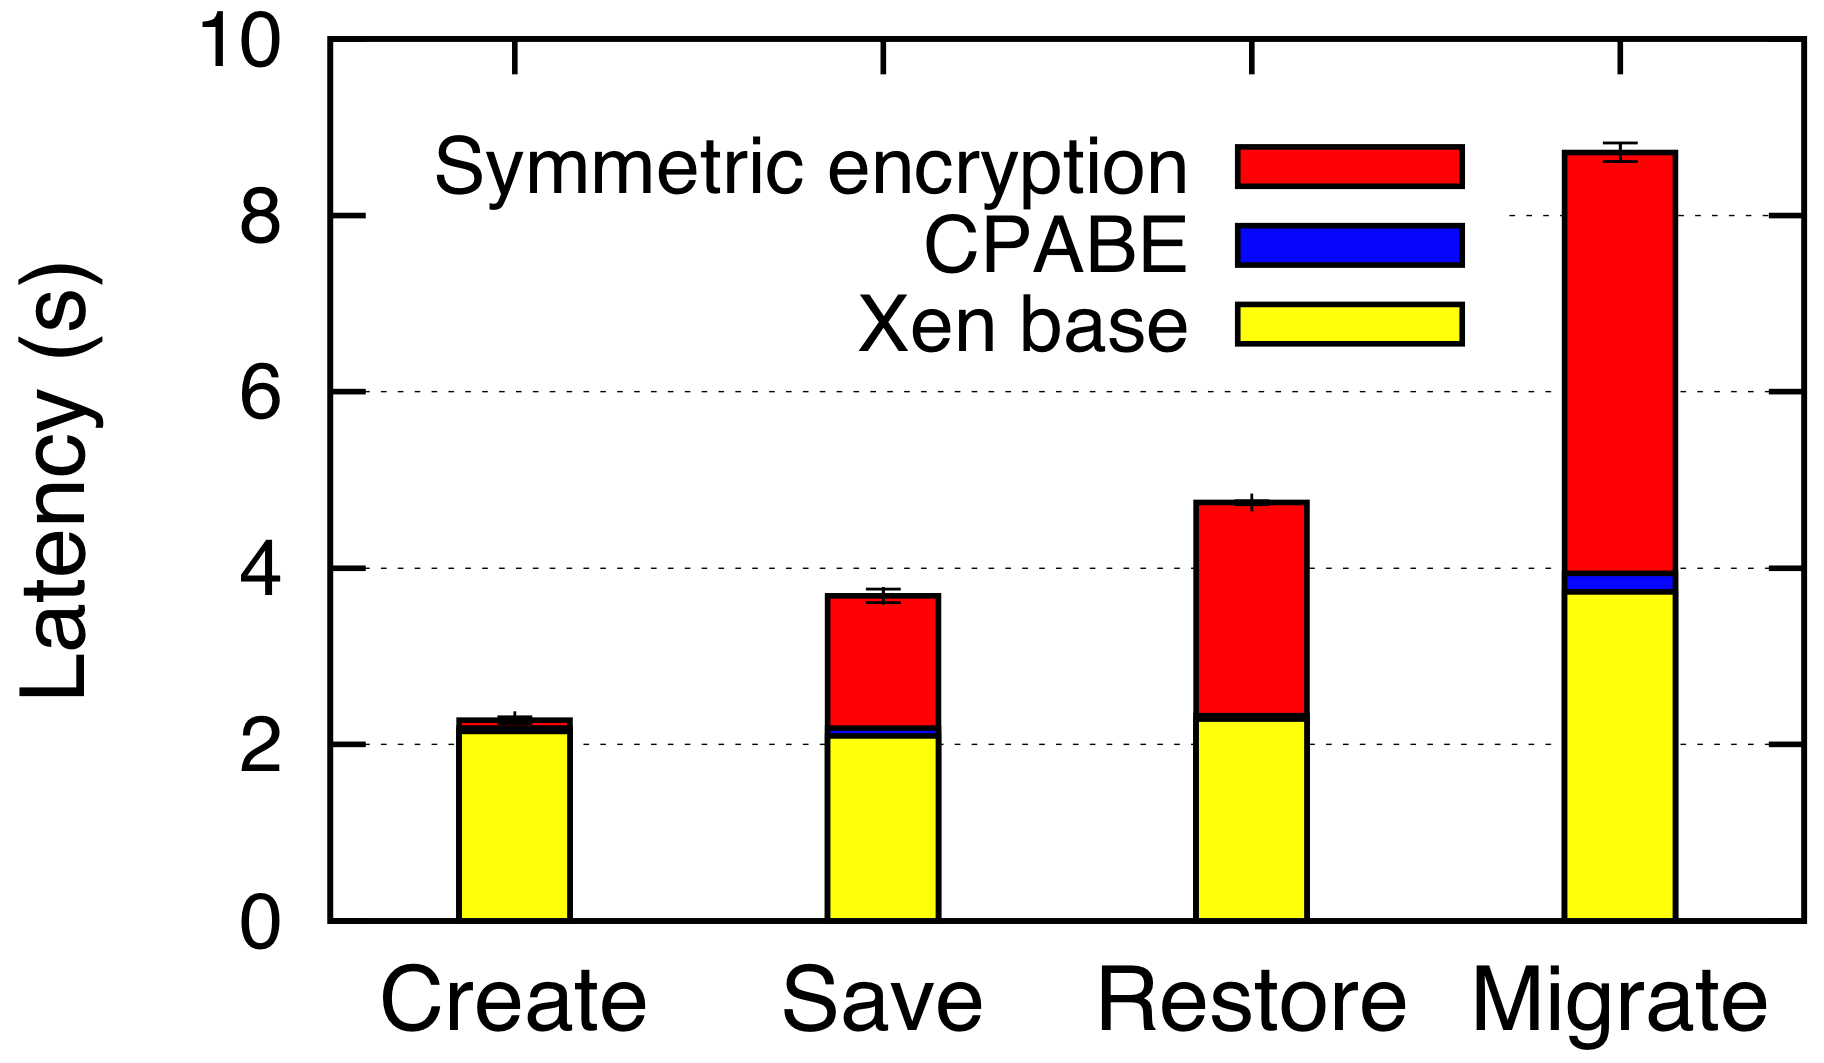 10
8
6
4
2
0
Latency (s)
Symmetric encryption
CPABE
Xen base
Create Save Restore Migrate